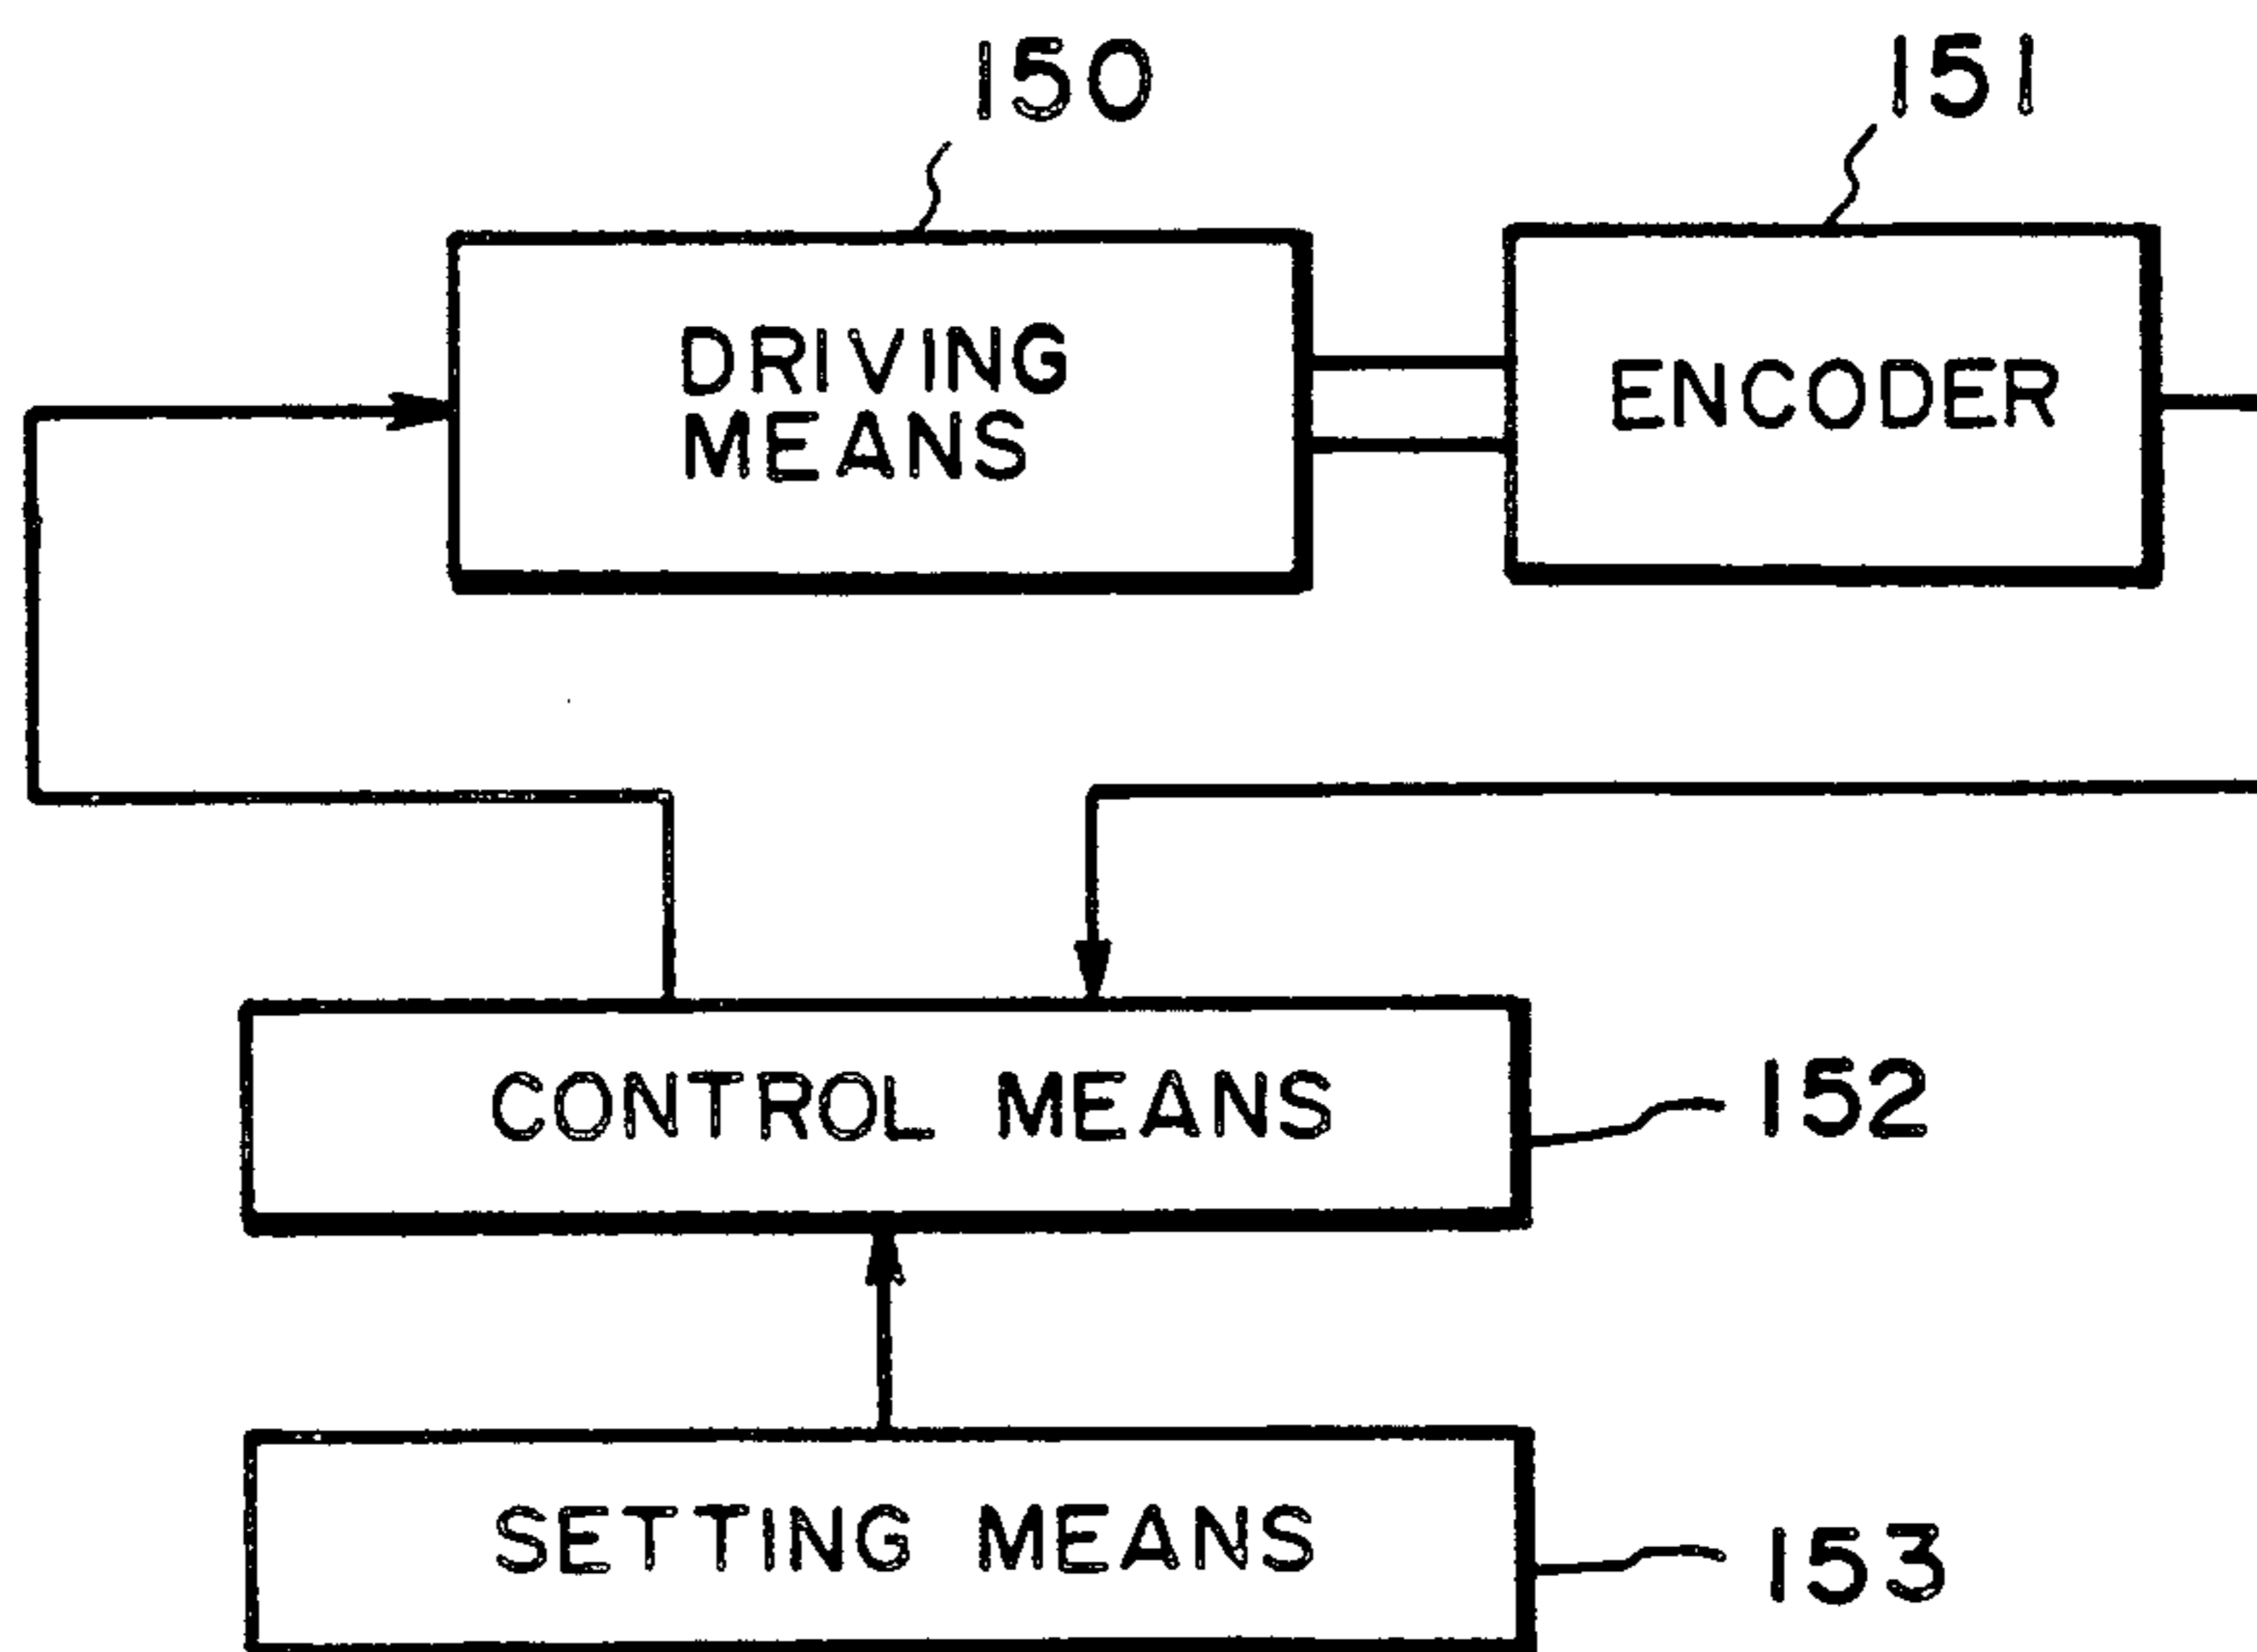 150
151
DRIVING
MEANS
ENCODER
CONTROL MEANS
152
SETTING MEANS
153